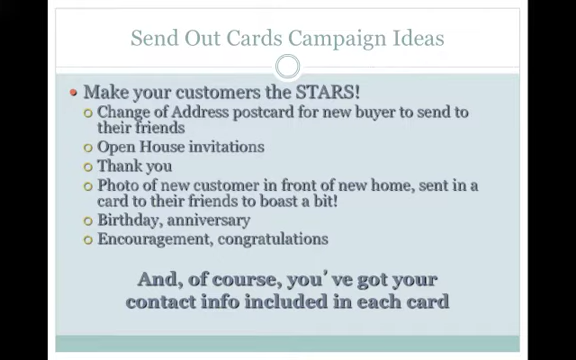 Send Out Cards Campaign Ideas
Make your customers the STARS!
Change of Address postcard for new buyer to send to
their friends
Open House invitations
Thank you
Photo of new customer in front of new home, sent in a
card to their friends to boast a bit!
Birthday, anniversary
Encouragement, congratulations
And, of course, you've got your
contact info included in each card